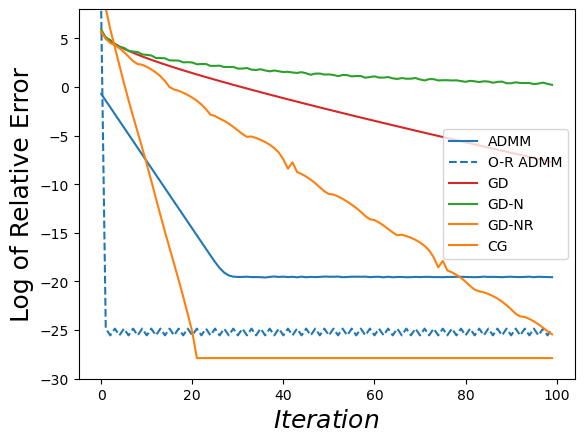 Log of Relative Error
5
0
−5
−10
−15
−20
−25
−30
0
20
40
60
80
100
Iteration
ADMM
O-R ADMM
GD
GD-N
GD-NR
CG